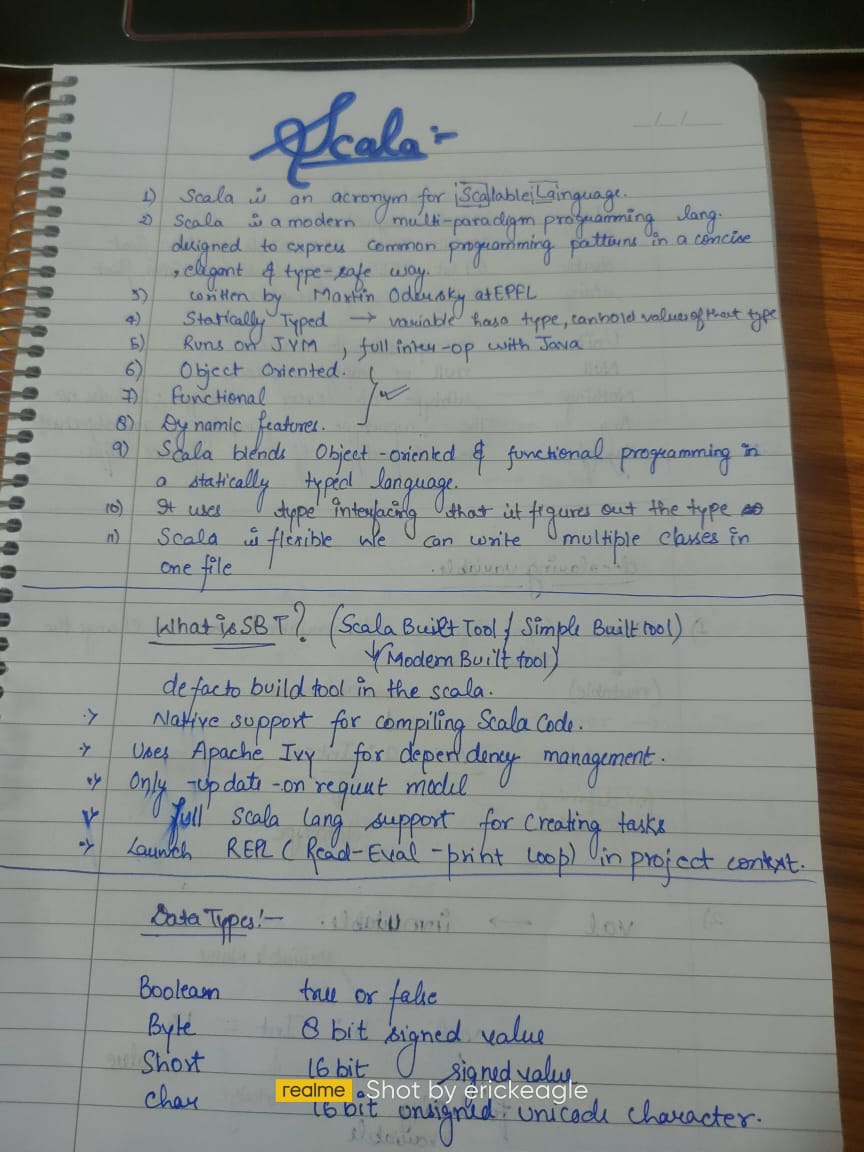 Scala :-
1) Scala is an acronym for Scalable Language.
2) Scala is a modern multi-paradigm programming lang.
designed to express common programming patterns in a concise
, elegant & type-safe way.
3) written by Martin Odersky at EPFL
4) Statically Typed → variable has a type, can hold values of that type
5) Runs on JVM , full inter-op with Java
6) Object Oriented.
7) Functional
8) Dynamic features.
9) Scala blends Object-oriented & functional programming in
a statically typed language.
10) It uses type interfacing that it figures out the type
11) Scala is flexible we can write multiple classes in
one file
What is SBT? (Scala Built Tool / Simple Built tool)
(Modern Built tool)
defacto build tool in the scala.
Native support for compiling Scala Code.
Uses Apache Ivy for dependency management.
Only -update-on request model
full Scala lang support for creating tasks
Launch REPL (Read-Eval-print loop) in project context.
Data Types:-
Boolean true or false
Byte 8 bit signed value
Short 16 bit signed value
realme Shot by erickeagle
Char 16 bit unsigned unicode character.